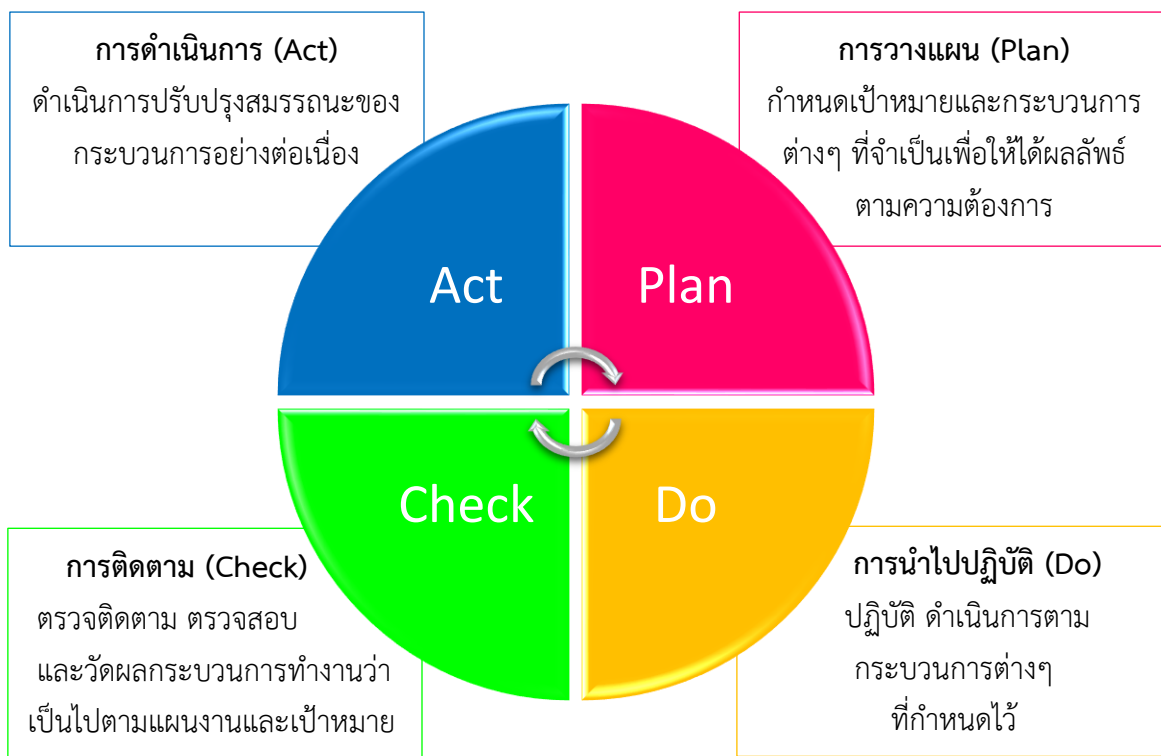 การดำเนินการ (Act)
ดำเนินการปรับปรุงสมรรถนะของ
กระบวนการอย่างต่อเนื่อง
การวางแผน (Plan)
กำหนดเป้าหมายและกระบวนการ
ต่างๆ ที่จำเป็นเพื่อให้ได้ผลลัพธ์
ตามความต้องการ
Act
Plan
Check
Do
การติดตาม (Check)
ตรวจติดตาม ตรวจสอบ
และวัดผลกระบวนการทำงานว่า
เป็นไปตามแผนงานและเป้าหมาย
การนำไปปฏิบัติ (Do)
ปฏิบัติ ดำเนินการตาม
กระบวนการต่างๆ
ที่กำหนดไว้